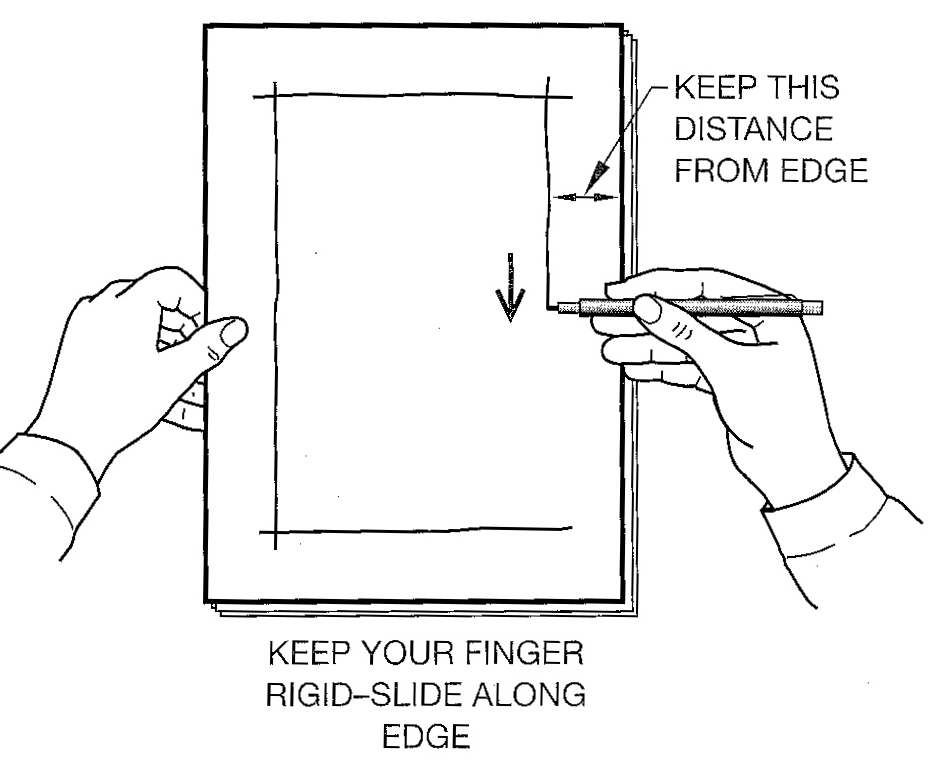 KEEP THIS
DISTANCE
FROM EDGE
KEEP YOUR FINGER
RIGID–SLIDE ALONG
EDGE